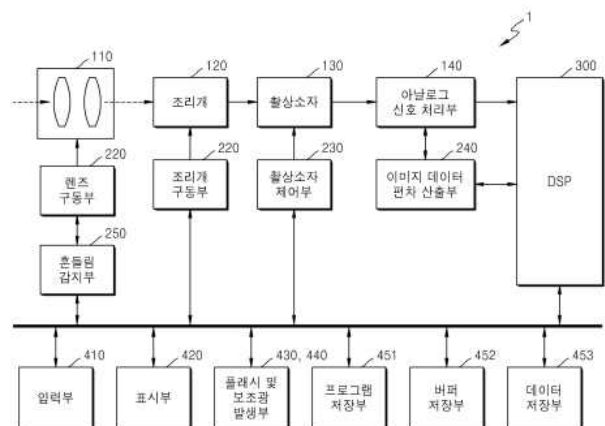 1
110
120
130
140
300
조리개
촬상소자
아날로그
신호 처리부
DSP
220
220
230
240
렌즈
구동부
조리개
구동부
촬상소자
제어부
이미지 데이터
편차 산출부
250
흔들림
감지부
410
420
430, 440
451
452
453
입력부
표시부
플래시 및
보조광
발생부
프로그램
저장부
버퍼
저장부
데이터
저장부